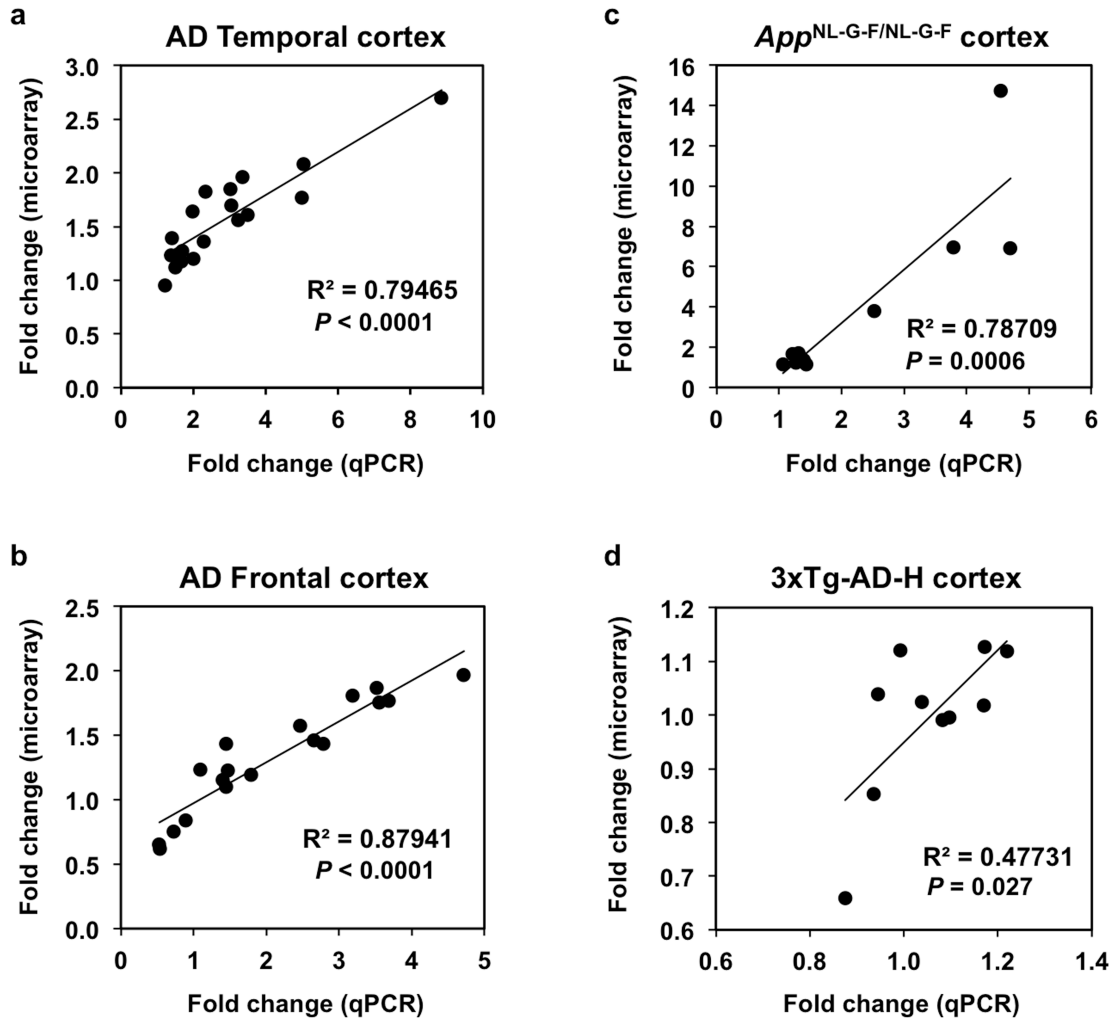 a
AD Temporal cortex
Fold change (microarray)
3.0
2.5
2.0
1.5
1.0
0.5
0.0
R² = 0.79465
P < 0.0001
0 2 4 6 8 10
Fold change (qPCR)
c
App^NL-G-F/NL-G-F cortex
Fold change (microarray)
16
14
12
10
8
6
4
2
0
R² = 0.78709
P = 0.0006
0 1 2 3 4 5 6
Fold change (qPCR)
b
AD Frontal cortex
Fold change (microarray)
2.5
2.0
1.5
1.0
0.5
0.0
R² = 0.87941
P < 0.0001
0 1 2 3 4 5
Fold change (qPCR)
d
3xTg-AD-H cortex
Fold change (microarray)
1.2
1.1
1.0
0.9
0.8
0.7
0.6
R² = 0.47731
P = 0.027
0.6 0.8 1.0 1.2 1.4
Fold change (qPCR)